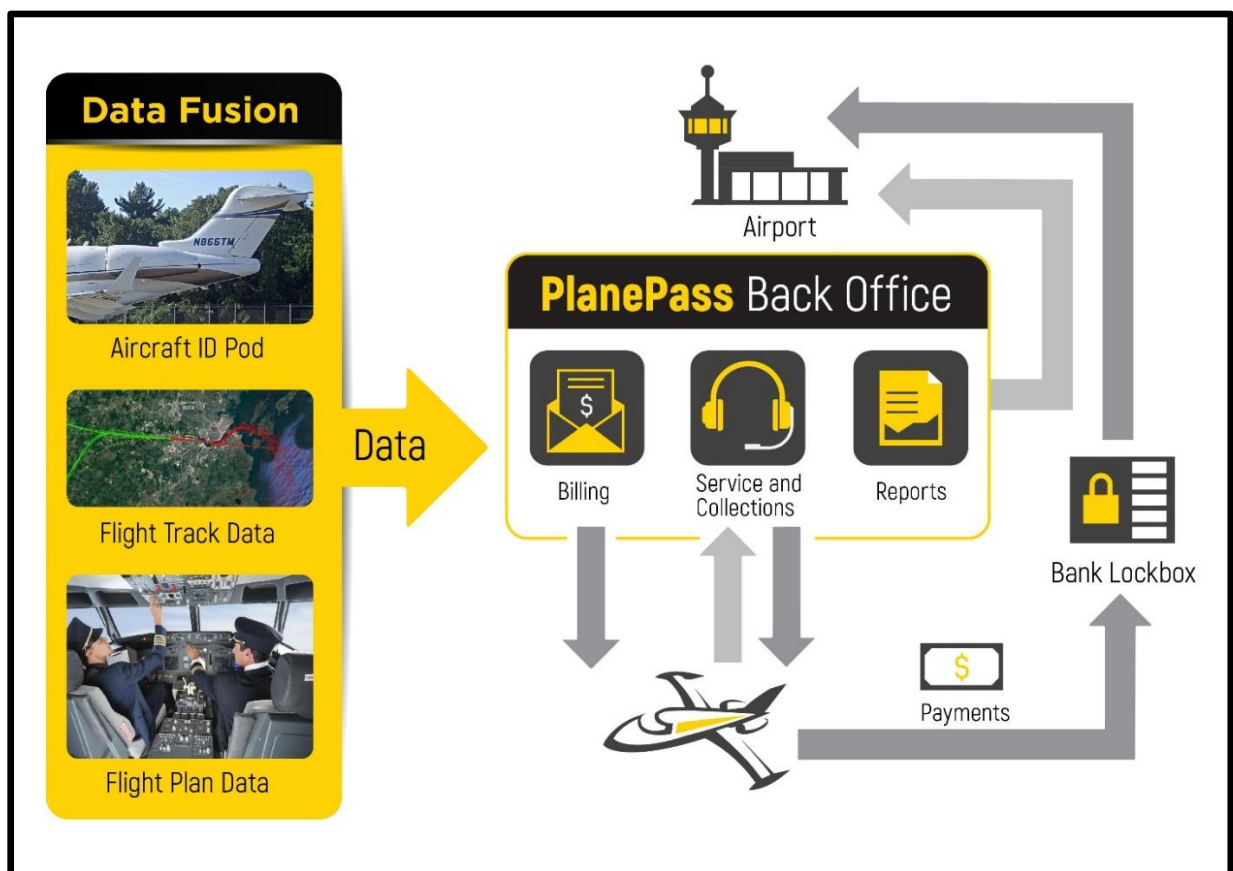 Data Fusion
N866TM
Aircraft ID Pod
Flight Track Data
Flight Plan Data
Data
Airport
PlanePass Back Office
$
Billing
Service and
Collections
Reports
Bank Lockbox
$
Payments